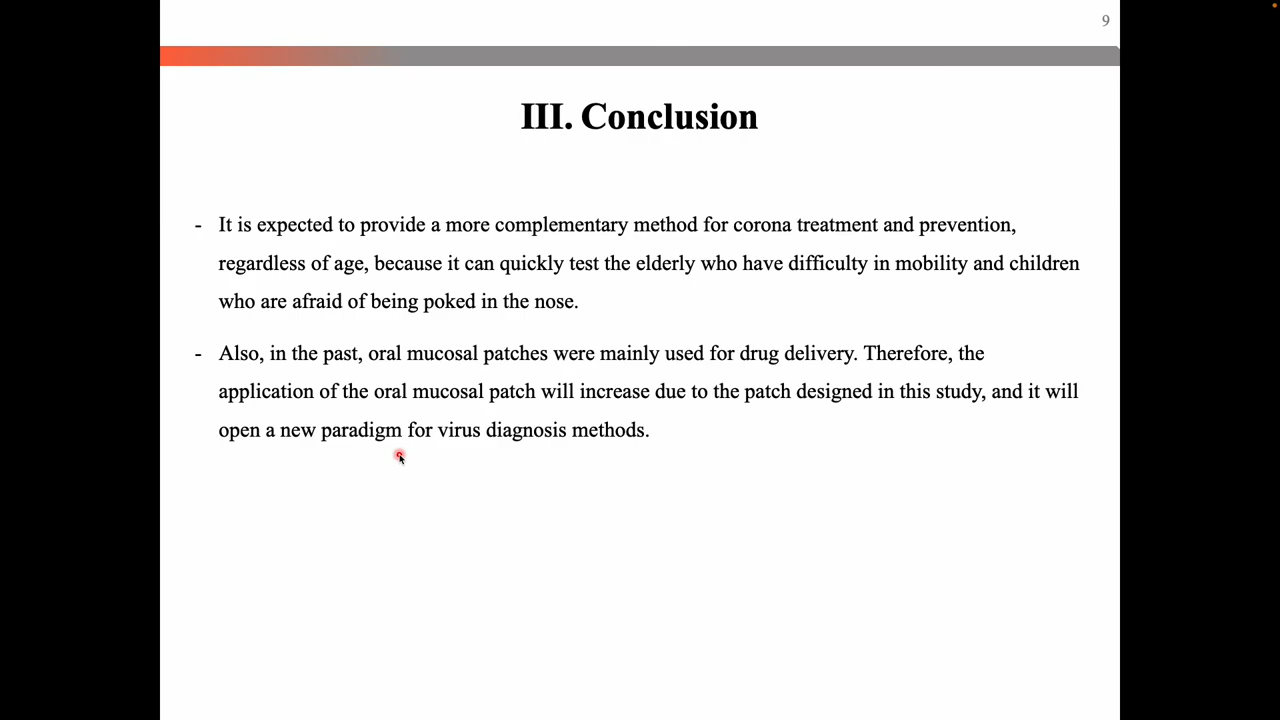 9
III. Conclusion
- It is expected to provide a more complementary method for corona treatment and prevention,
regardless of age, because it can quickly test the elderly who have difficulty in mobility and children
who are afraid of being poked in the nose.
- Also, in the past, oral mucosal patches were mainly used for drug delivery. Therefore, the
application of the oral mucosal patch will increase due to the patch designed in this study, and it will
open a new paradigm for virus diagnosis methods.